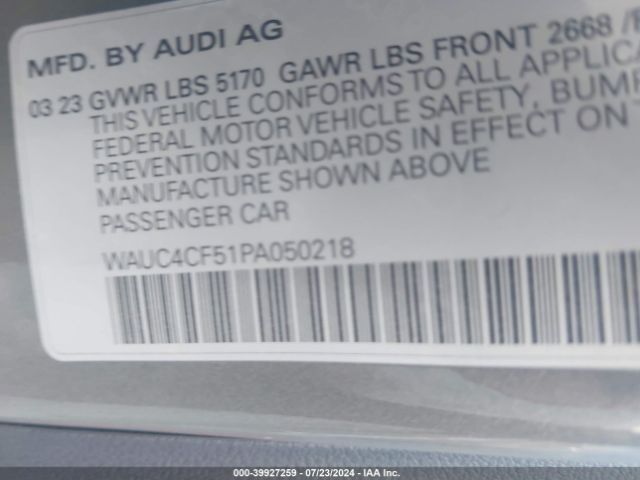 MFD. BY AUDI AG
03 23 GVWR LBS 5170 GAWR LBS FRONT 2668 /
THIS VEHICLE CONFORMS TO ALL APPLICA
FEDERAL MOTOR VEHICLE SAFETY, BUM
PREVENTION STANDARDS IN EFFECT ON
MANUFACTURE SHOWN ABOVE
PASSENGER CAR
WAUC4CF51PA050218
000-39927259 - 07/23/2024 - IAA Inc.